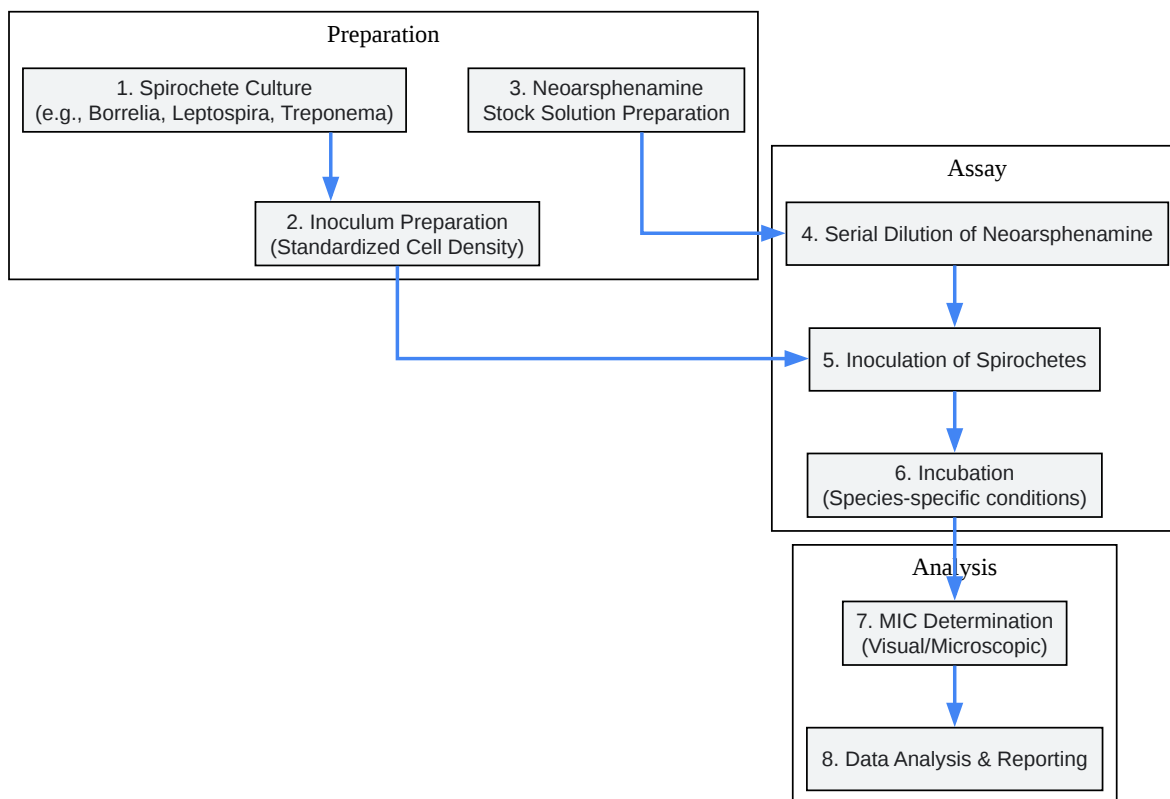 Preparation
1. Spirochete Culture
(e.g., Borrelia, Leptospira, Treponema)
3. Neoarsphenamine
Stock Solution Preparation
2. Inoculum Preparation
(Standardized Cell Density)
Assay
4. Serial Dilution of Neoarsphenamine
5. Inoculation of Spirochetes
6. Incubation
(Species-specific conditions)
Analysis
7. MIC Determination
(Visual/Microscopic)
8. Data Analysis & Reporting